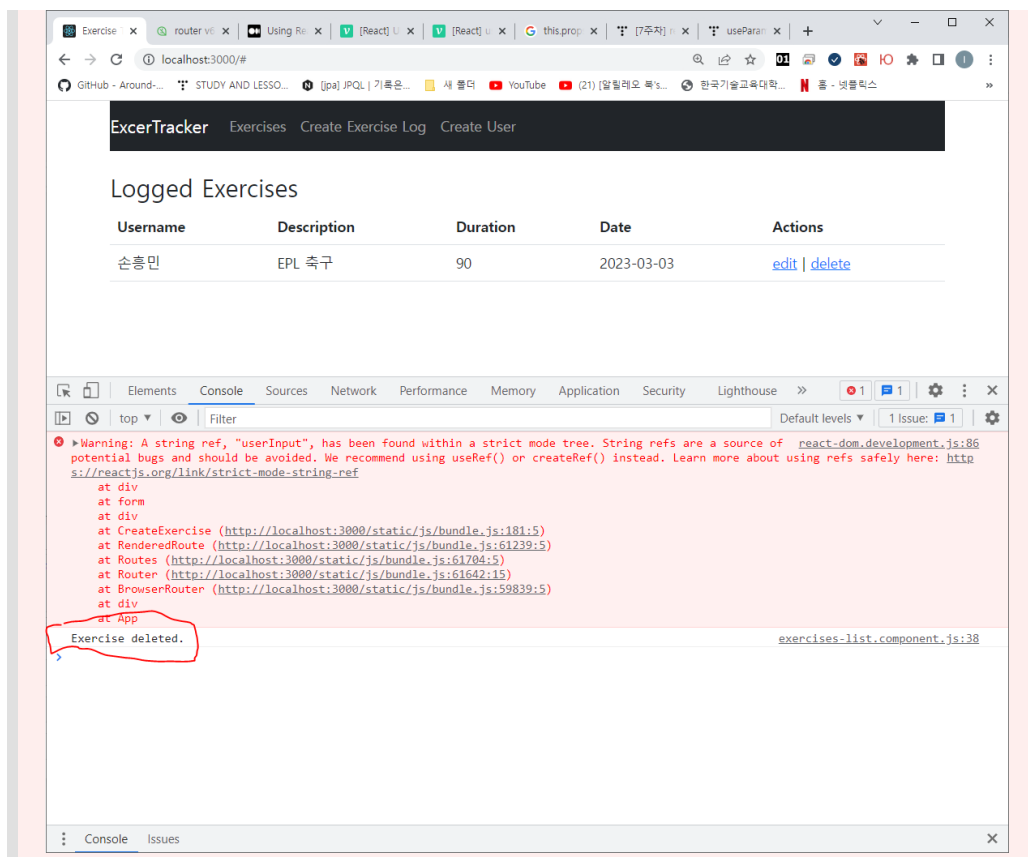 Exercise T
router v6
Using Re
[React] U
[React] U
this.prop
[7주차] n
useParan
localhost:3000/#
GitHub - Around-...
STUDY AND LESSO...
[jpa] JPQL | 기록은...
새 폴더
YouTube
(21) [알릴레오 북's...
한국기술교육대학...
홈 - 넷플릭스
»
ExcerTracker Exercises Create Exercise Log Create User
Logged Exercises
Username Description Duration Date Actions
손흥민 EPL 축구 90 2023-03-03 edit | delete
Elements Console Sources Network Performance Memory Application Security Lighthouse » 1 1
top ▼ Filter Default levels ▼ 1 Issue: 1
▶Warning: A string ref, "userInput", has been found within a strict mode tree. String refs are a source of react-dom.development.js:86
potential bugs and should be avoided. We recommend using useRef() or createRef() instead. Learn more about using refs safely here: http
s://reactjs.org/link/strict-mode-string-ref
at div
at form
at div
at CreateExercise (http://localhost:3000/static/js/bundle.js:181:5)
at RenderedRoute (http://localhost:3000/static/js/bundle.js:61239:5)
at Routes (http://localhost:3000/static/js/bundle.js:61704:5)
at Router (http://localhost:3000/static/js/bundle.js:61642:15)
at BrowserRouter (http://localhost:3000/static/js/bundle.js:59839:5)
at div
at App
Exercise deleted. exercises-list.component.js:38
Console Issues